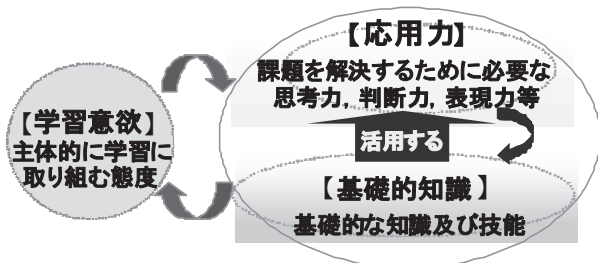 【応用力】
課題を解決するために必要な
思考力，判断力，表現力等
【学習意欲】
主体的に学習に
取り組む態度
活用する
【基礎的知識】
基礎的な知識及び技能